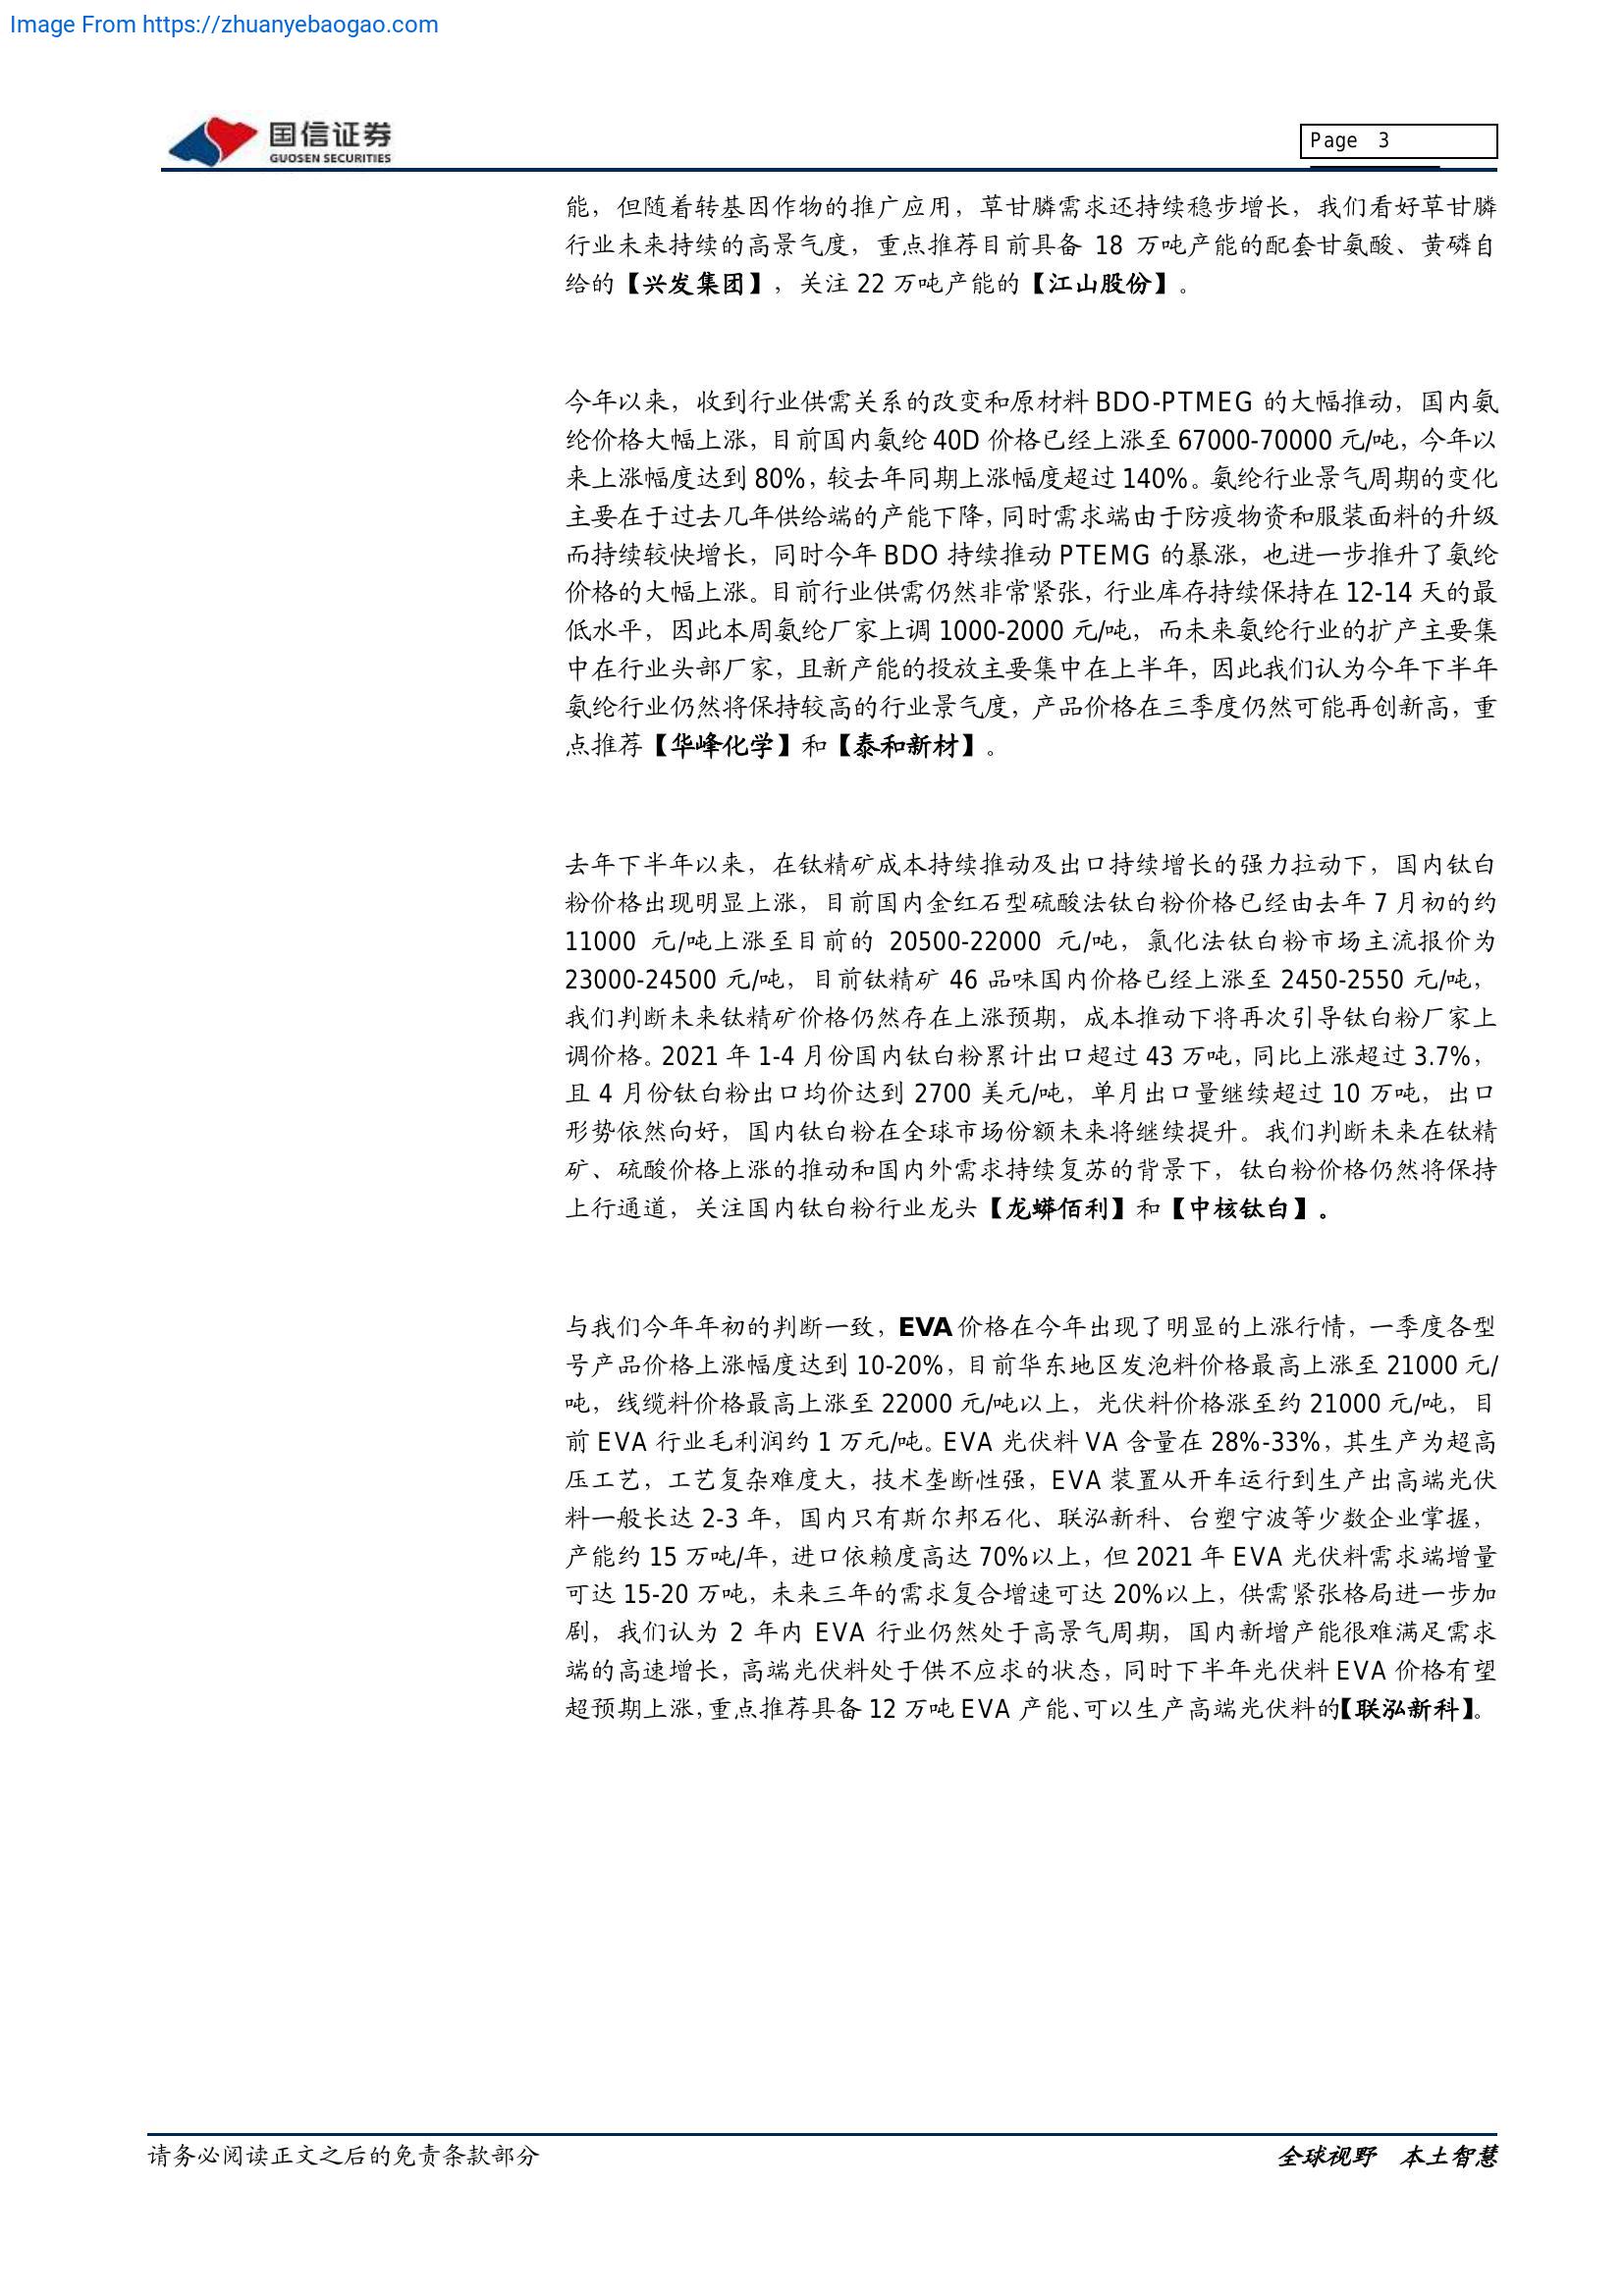 Image From https://zhuanyebaogao.com
国信证券
GUOSEN SECURITIES
Page 3
能，但随着转基因作物的推广应用，草甘膦需求还持续稳步增长，我们看好草甘膦
行业未来持续的高景气度，重点推荐目前具备 18 万吨产能的配套甘氨酸、黄磷自
给的【兴发集团】，关注 22 万吨产能的【江山股份】。
今年以来，收到行业供需关系的改变和原材料 BDO-PTMEG 的大幅推动，国内氨
纶价格大幅上涨，目前国内氨纶 40D 价格已经上涨至 67000-70000 元/吨，今年以
来上涨幅度达到 80%，较去年同期上涨幅度超过 140%。氨纶行业景气周期的变化
主要在于过去几年供给端的产能下降，同时需求端由于防疫物资和服装面料的升级
而持续较快增长，同时今年 BDO 持续推动 PTEMG 的暴涨，也进一步推升了氨纶
价格的大幅上涨。目前行业供需仍然非常紧张，行业库存持续保持在 12-14 天的最
低水平，因此本周氨纶厂家上调 1000-2000 元/吨，而未来氨纶行业的扩产主要集
中在行业头部厂家，且新产能的投放主要集中在上半年，因此我们认为今年下半年
氨纶行业仍然将保持较高的行业景气度，产品价格在三季度仍然可能再创新高，重
点推荐【华峰化学】和【泰和新材】。
去年下半年以来，在钛精矿成本持续推动及出口持续增长的强力拉动下，国内钛白
粉价格出现明显上涨，目前国内金红石型硫酸法钛白粉价格已经由去年 7 月初的约
11000 元/吨上涨至目前的 20500-22000 元/吨，氯化法钛白粉市场主流报价为
23000-24500 元/吨，目前钛精矿 46 品味国内价格已经上涨至 2450-2550 元/吨，
我们判断未来钛精矿价格仍然存在上涨预期，成本推动下将再次引导钛白粉厂家上
调价格。2021 年 1-4 月份国内钛白粉累计出口超过 43 万吨，同比上涨超过 3.7%，
且 4 月份钛白粉出口均价达到 2700 美元/吨，单月出口量继续超过 10 万吨，出口
形势依然向好，国内钛白粉在全球市场份额未来将继续提升。我们判断未来在钛精
矿、硫酸价格上涨的推动和国内外需求持续复苏的背景下，钛白粉价格仍然将保持
上行通道，关注国内钛白粉行业龙头【龙蟒佰利】和【中核钛白】。
与我们今年年初的判断一致，EVA 价格在今年出现了明显的上涨行情，一季度各型
号产品价格上涨幅度达到 10-20%，目前华东地区发泡料价格最高上涨至 21000 元/
吨，线缆料价格最高上涨至 22000 元/吨以上，光伏料价格涨至约 21000 元/吨，目
前 EVA 行业毛利润约 1 万元/吨。EVA 光伏料 VA 含量在 28%-33%，其生产为超高
压工艺，工艺复杂难度大，技术垄断性强，EVA 装置从开车运行到生产出高端光伏
料一般长达 2-3 年，国内只有斯尔邦石化、联泓新科、台塑宁波等少数企业掌握，
产能约 15 万吨/年，进口依赖度高达 70%以上，但 2021 年 EVA 光伏料需求端增量
可达 15-20 万吨，未来三年的需求复合增速可达 20%以上，供需紧张格局进一步加
剧，我们认为 2 年内 EVA 行业仍然处于高景气周期，国内新增产能很难满足需求
端的高速增长，高端光伏料处于供不应求的状态，同时下半年光伏料 EVA 价格有望
超预期上涨，重点推荐具备 12 万吨 EVA 产能、可以生产高端光伏料的【联泓新科】。
请务必阅读正文之后的免责条款部分
全球视野 本土智慧